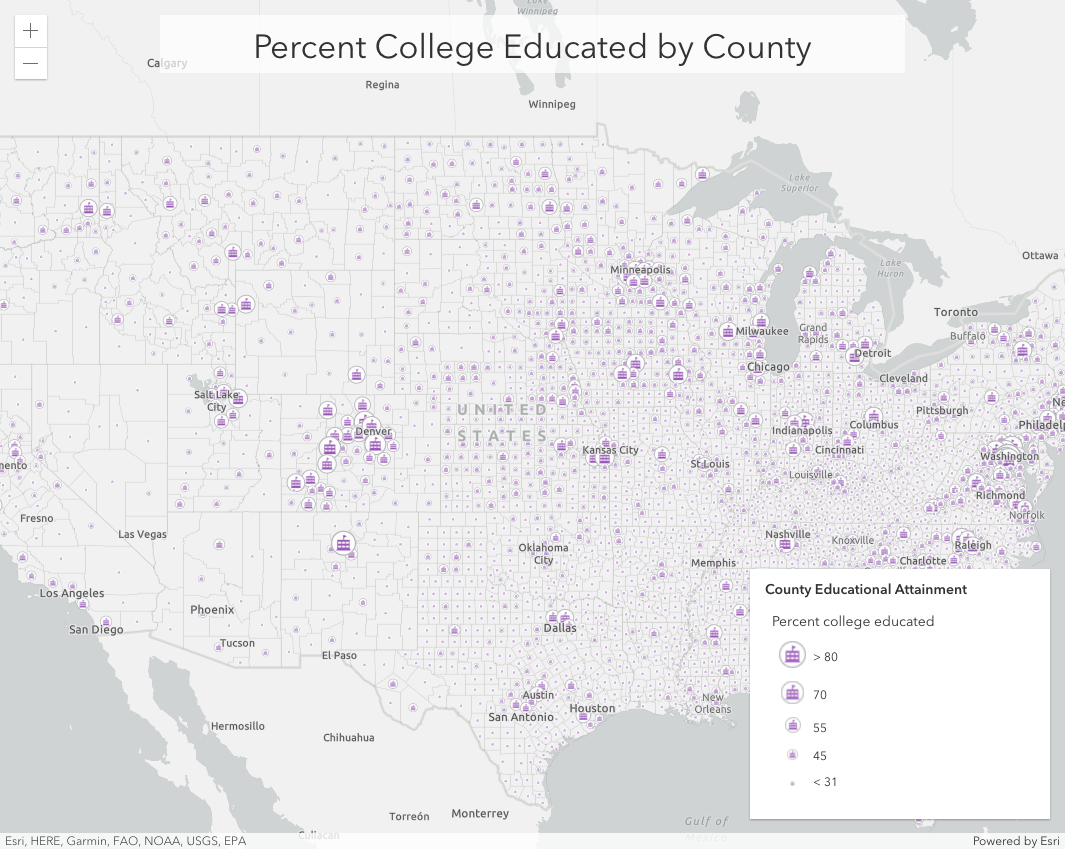 Lake
Winnipeg
+
Percent College Educated by County
−
Calgary
Regina
Winnipeg
Lake
Superior
Ottawa
Lake
Huron
Minneapolis
Toronto
Milwaukee
Grand
Rapids
Buffalo
Detroit
Chicago
Cleveland
Salt Lake
City
UNITED
STATES
Pittsburgh
Denver
Indianapolis
Columbus
Philadelp
Kansas City
Cincinnati
Washington
mento
St Louis
Louisville
Richmond
Norfolk
Fresno
Las Vegas
Nashville
Knoxville
Raleigh
Oklahoma
City
Memphis
Charlotte
Los Angeles
Phoenix
San Diego
Dallas
Tucson
El Paso
Austin
New
Orleans
San Antonio
Houston
Hermosillo
Chihuahua
County Educational Attainment
Percent college educated
> 80
70
55
45
< 31
Torreón
Monterrey
Gulf of
Mexico
Culiacan
Esri, HERE, Garmin, FAO, NOAA, USGS, EPA
Powered by Esri